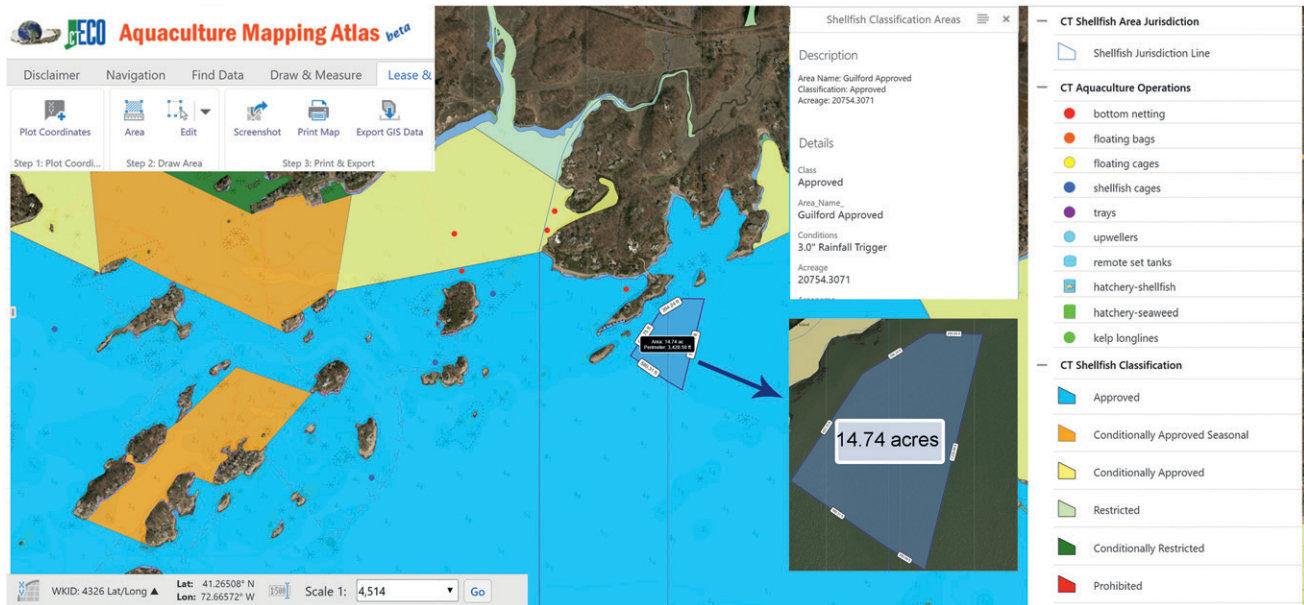 CT ECO Aquaculture Mapping Atlas beta
Disclaimer Navigation Find Data Draw & Measure Lease &
Plot Coordinates Area Edit Screenshot Print Map Export GIS Data
Step 1: Plot Coordi... Step 2: Draw Area Step 3: Print & Export
Area: 14.74 ac
Shellfish Classification Areas
Description
Area Name: Guilford Approved
Classification: Approved
Acreage: 20754.3071
Details
Class
Approved
Area_Name_
Guilford Approved
Conditions
3.0" Rainfall Trigger
Acreage
20754.3071
14.74 acres
CT Shellfish Area Jurisdiction
Shellfish Jurisdiction Line
CT Aquaculture Operations
bottom netting
floating bags
floating cages
shellfish cages
trays
upwellers
remote set tanks
hatchery-shellfish
hatchery-seaweed
kelp longlines
CT Shellfish Classification
Approved
Conditionally Approved Seasonal
Conditionally Approved
Restricted
Conditionally Restricted
Prohibited
WKID: 4326 Lat/Long Lat: 41.26508° N
Lon: 72.66572° W
Scale 1: 4,514 Go